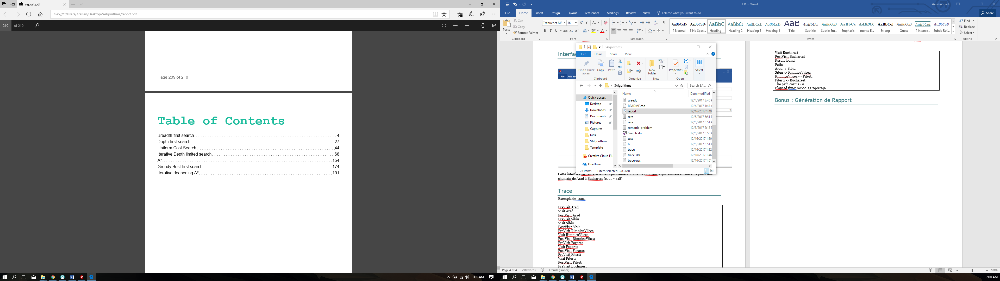 report.pdf
file:///C:/Users/Arsslen/Desktop/SAlgorithms/report.pdf
210 of 210
Page 209 of 210
Table of Contents
Breadth-first search 4
Depth-first search 27
Uniform Cost Search 44
Iterative Depth limited search 68
A* 154
Greedy Best-first search 174
Iterative deepening A* 191
2:10 AM
CR - Word
Arsslen Idadi
File Home Insert Design Layout References Mailings Review View Tell me what you want to do
Share
Paste
Cut
Copy
Format Painter
Clipboard
Trebuchet MS 16
Font
Paragraph
AaBbCcDc AaBbCcDc AaBbC AaBbCc AaBbCcD AaBbCcD AaB AaBbCc. AaBbCcD AaBbCc AABBCC AaBbCcl AaBbCcD AaBbCcI AaBbCcD
¶ Normal ¶ No Spac... Heading 1 Heading 2 Heading 3 Heading 4 Title Subtitle Subtle Em... Emphasis Intense E... Strong Quote ¶ Intense... Subtle Ref...
Styles
Find
Replace
Select
Editing
Interfac
File Add noc
SAlgorithms
File Home Share View
Pin to Quick access
Copy
Paste
Clipboard
Organize
New folder
New
Properties
Open
Select
SAlgorithms
Search SA...
Name Date modified
Quick access
Desktop
Downloads
Documents
Pictures
Captures
Kids
SAlgorithms
Template
Creative Cloud Fil
OneDrive
greedy 12/4/2017 8:40
README.md 12/4/2017 1:47
report 12/16/2017 1:49
rere 12/5/2017 5:51
rere 12/5/2017 5:51
romania_problem 12/5/2017 7:13
Search.sln 12/5/2017 6:58
test 12/16/2017 1:30
tr 12/5/2017 5:51
trace 12/16/2017 1:32
trace-dfs 12/16/2017 1:46
trace-ucs 12/16/2017 1:51
23 items 1 item selected 3.83 MB
Cette interface visualize le fameux problème « Romania Problem » qui consiste à trouver le plus court
chemain de Arad à Bucharest (cout = 418)
Trace
Exemple de trace
PreVisit Arad
Visit Arad
PostVisit Arad
PreVisit Sibiu
Visit Sibiu
PostVisit Sibiu
PreVisit RimnicuVilcea
Visit RimnicuVilcea
PostVisit RimnicuVilcea
PreVisit Fagaras
Visit Fagaras
PostVisit Fagaras
PreVisit Pitesti
Visit Pitesti
PostVisit Pitesti
PreVisit Bucharest
Visit Bucharest
PostVisit Bucharest
Result found
Path:
Arad -> Sibiu
Sibiu -> RimnicuVilcea
RimnicuVilcea -> Pitesti
Pitesti -> Bucharest
The path cost is 418
Elapsed time: 00:00:23.7908746
Bonus : Génération de Rapport
Page 4 of 4 290 words French (France)
100%
2:10 AM